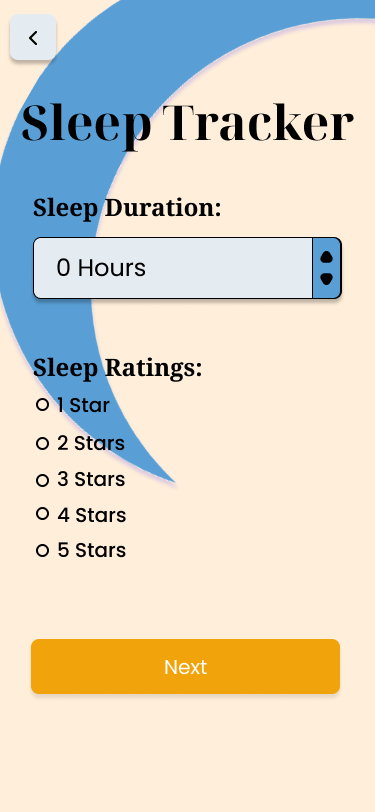 Sleep Tracker
Sleep Duration:
0 Hours
Sleep Ratings:
1 Star
2 Stars
3 Stars
4 Stars
5 Stars
Next